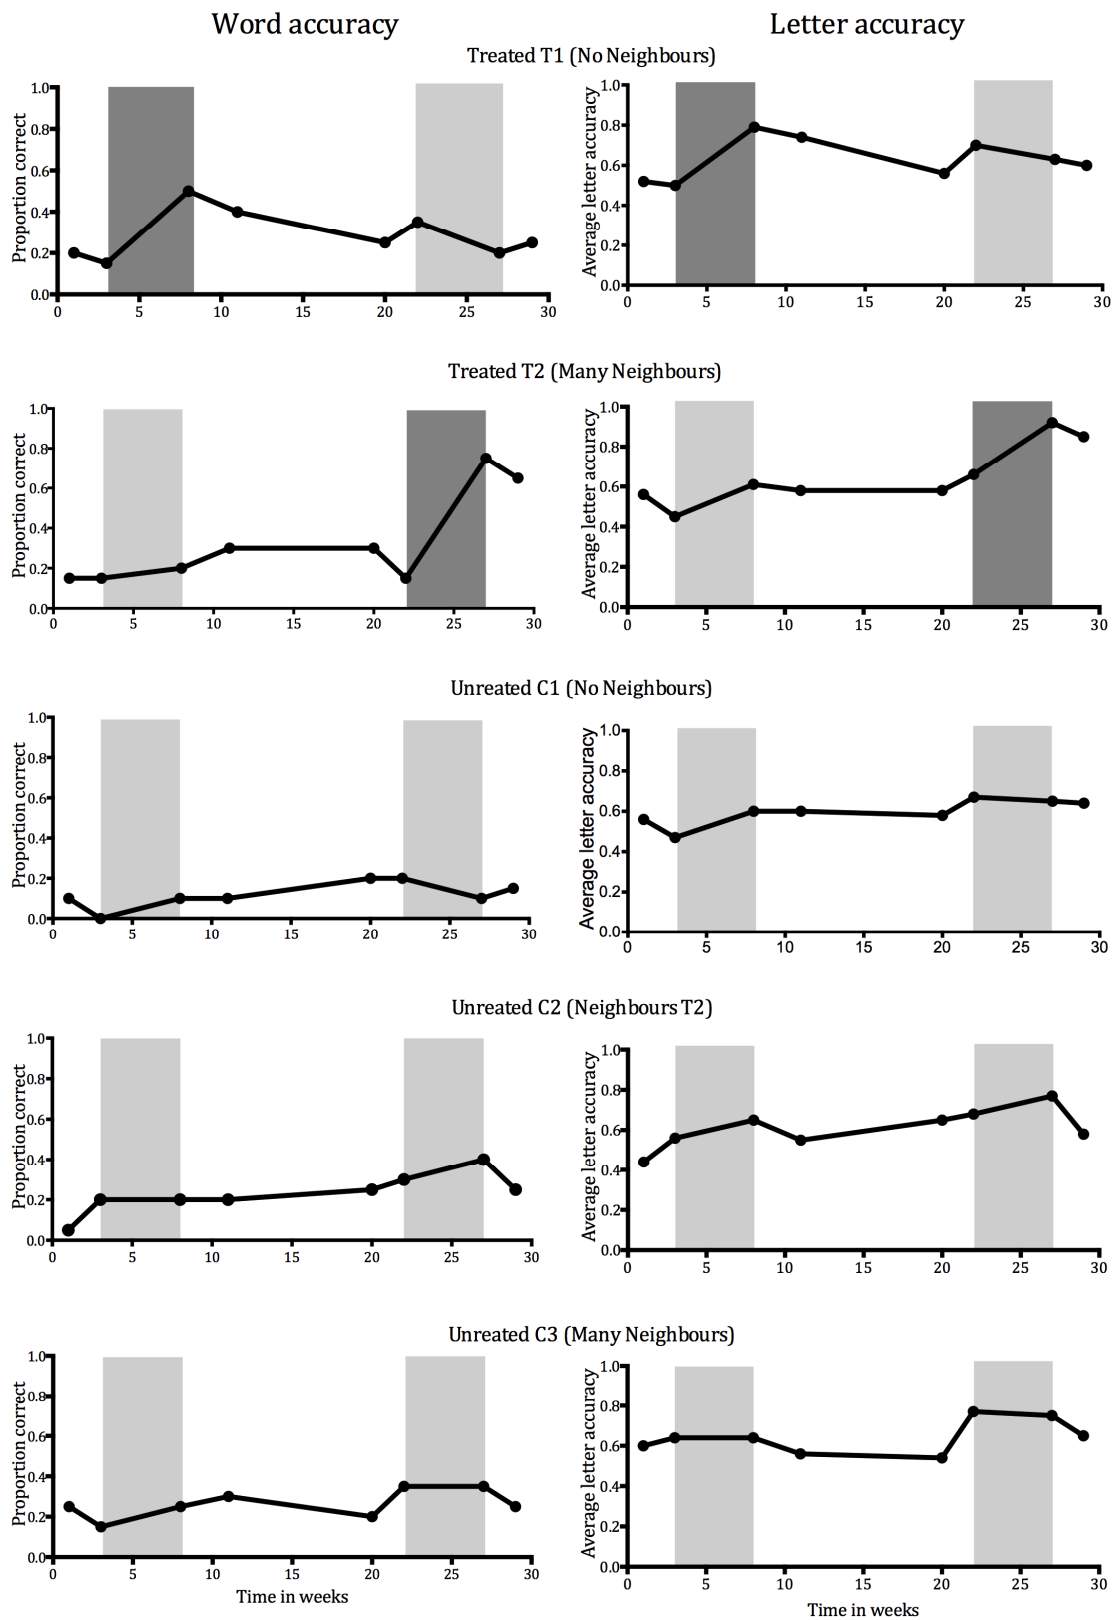 Word accuracy
Letter accuracy
Treated T1 (No Neighbours)
Proportion correct
1.0
0.8
0.6
0.4
0.2
0.0
0 5 10 15 20 25 30
Average letter accuracy
1.0
0.8
0.6
0.4
0.2
0.0
0 5 10 15 20 25 30
Treated T2 (Many Neighbours)
Proportion correct
1.0
0.8
0.6
0.4
0.2
0.0
0 5 10 15 20 25 30
Average letter accuracy
1.0
0.8
0.6
0.4
0.2
0.0
0 5 10 15 20 25 30
Unreated C1 (No Neighbours)
Proportion correct
1.0
0.8
0.6
0.4
0.2
0.0
0 5 10 15 20 25 30
Average letter accuracy
1.0
0.8
0.6
0.4
0.2
0.0
0 5 10 15 20 25 30
Unreated C2 (Neighbours T2)
Proportion correct
1.0
0.8
0.6
0.4
0.2
0.0
0 5 10 15 20 25 30
Average letter accuracy
1.0
0.8
0.6
0.4
0.2
0.0
0 5 10 15 20 25 30
Unreated C3 (Many Neighbours)
Proportion correct
1.0
0.8
0.6
0.4
0.2
0.0
0 5 10 15 20 25 30
Time in weeks
Average letter accuracy
1.0
0.8
0.6
0.4
0.2
0.0
0 5 10 15 20 25 30
Time in weeks